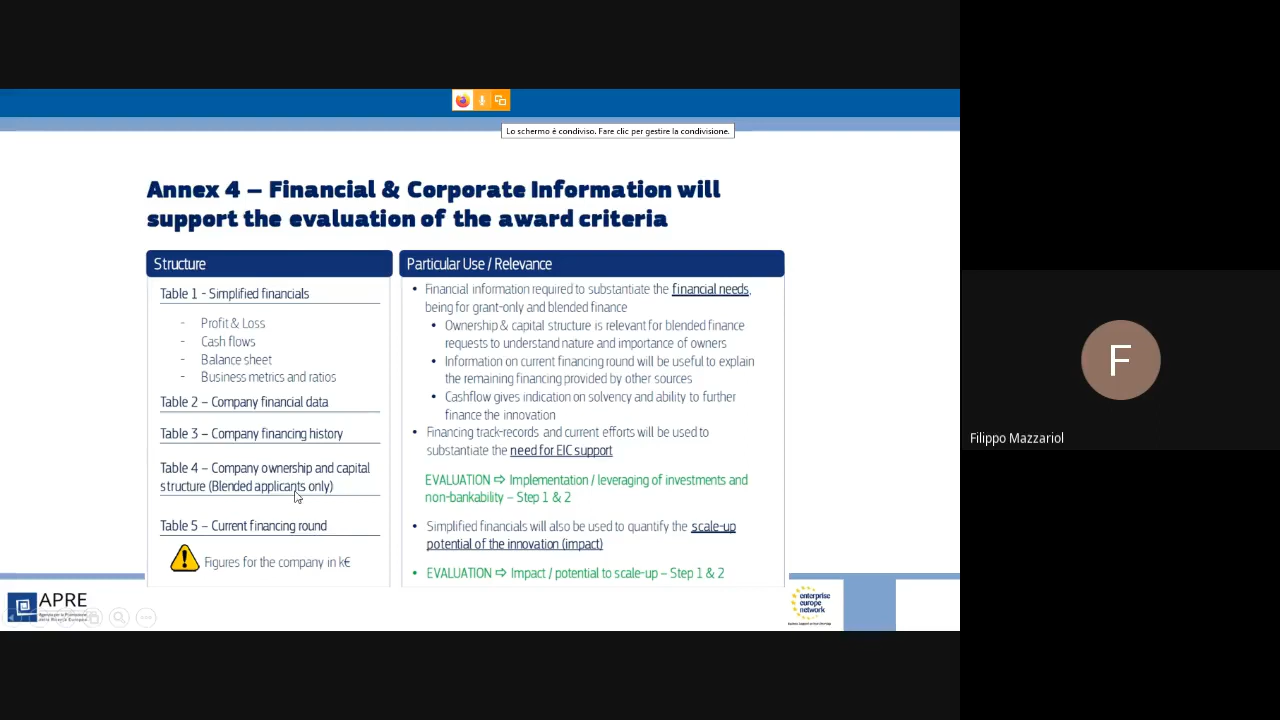 Lo schermo è condiviso. Fare clic per gestire la condivisione.
Annex 4 – Financial & Corporate Information will
support the evaluation of the award criteria
Structure
Table 1 - Simplified financials
- Profit & Loss
- Cash flows
- Balance sheet
- Business metrics and ratios
Table 2 – Company financial data
Table 3 – Company financing history
Table 4 – Company ownership and capital
structure (Blended applicants only)
Table 5 – Current financing round
Figures for the company in k€
Particular Use / Relevance
• Financial information required to substantiate the financial needs,
being for grant-only and blended finance
• Ownership & capital structure is relevant for blended finance
requests to understand nature and importance of owners
• Information on current financing round will be useful to explain
the remaining financing provided by other sources
• Cashflow gives indication on solvency and ability to further
finance the innovation
• Financing track-records and current efforts will be used to
substantiate the need for EIC support
EVALUATION ⇨ Implementation / leveraging of investments and
non-bankability – Step 1 & 2
• Simplified financials will also be used to quantify the scale-up
potential of the innovation (impact)
• EVALUATION ⇨ Impact / potential to scale-up – Step 1 & 2
APRE
enterprise
europe
network
F
Filippo Mazzariol